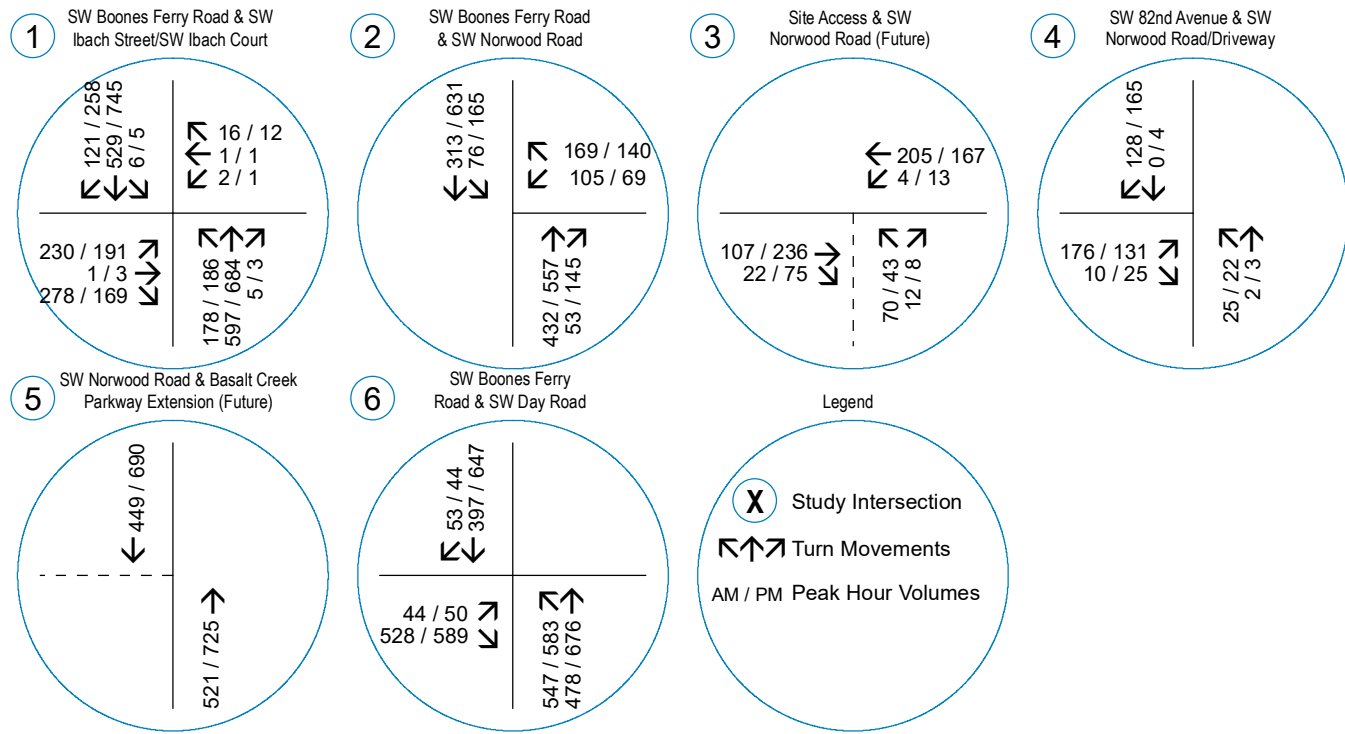 1
SW Boones Ferry Road & SW
Ibach Street/SW Ibach Court
121 / 258
529 / 745
6 / 5
16 / 12
1 / 1
2 / 1
230 / 191
1 / 3
278 / 169
178 / 186
597 / 684
5 / 3
2
SW Boones Ferry Road
& SW Norwood Road
313 / 631
76 / 165
169 / 140
105 / 69
432 / 557
53 / 145
3
Site Access & SW
Norwood Road (Future)
205 / 167
4 / 13
107 / 236
22 / 75
70 / 43
12 / 8
4
SW 82nd Avenue & SW
Norwood Road/Driveway
128 / 165
0 / 4
176 / 131
10 / 25
25 / 22
2 / 3
5
SW Norwood Road & Basalt Creek
Parkway Extension (Future)
449 / 690
521 / 725
6
SW Boones Ferry
Road & SW Day Road
53 / 44
397 / 647
44 / 50
528 / 589
547 / 583
478 / 676
Legend
X Study Intersection
Turn Movements
AM / PM Peak Hour Volumes